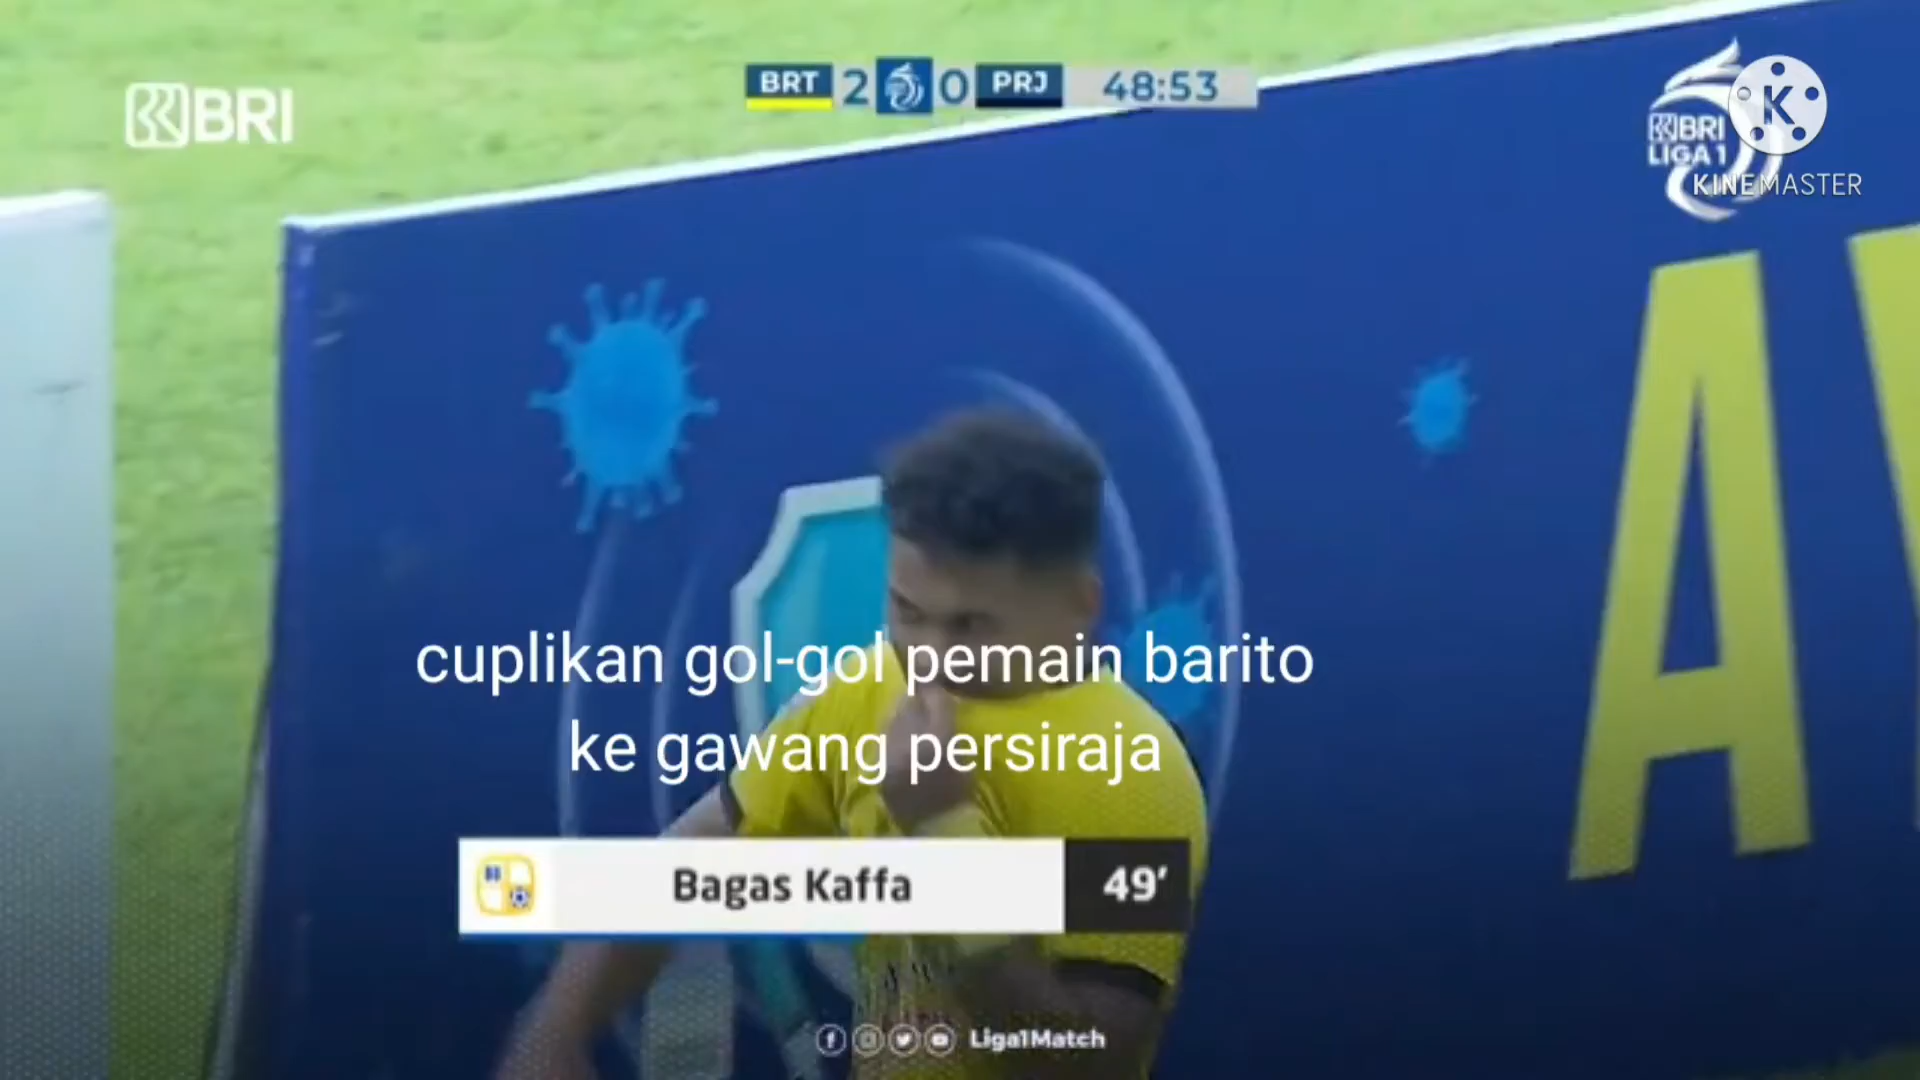 BRI
BRT 2 0 PRJ 48:53
BRI
LIGA 1
K
KINEMASTER
A
cuplikan gol-gol pemain barito
ke gawang persiraja
Bagas Kaffa 49’
Liga1Match